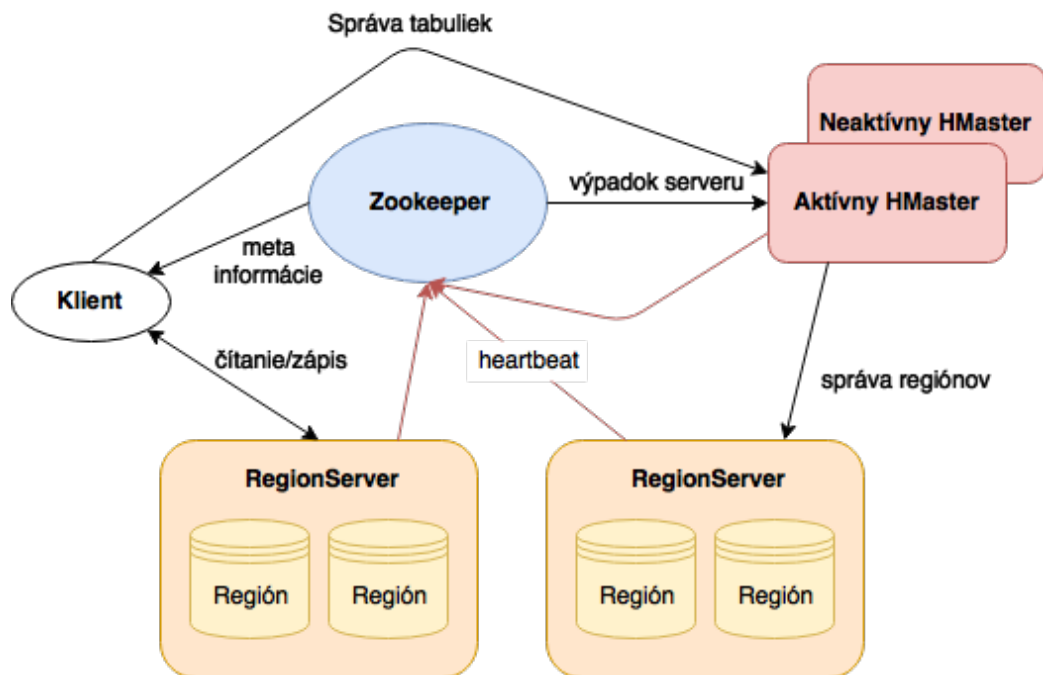 Správa tabuliek
Neaktívny HMaster
Zookeeper
výpadok serveru
Aktívny HMaster
meta
informácie
Klient
čítanie/zápis
heartbeat
správa regiónov
RegionServer
RegionServer
Región
Región
Región
Región